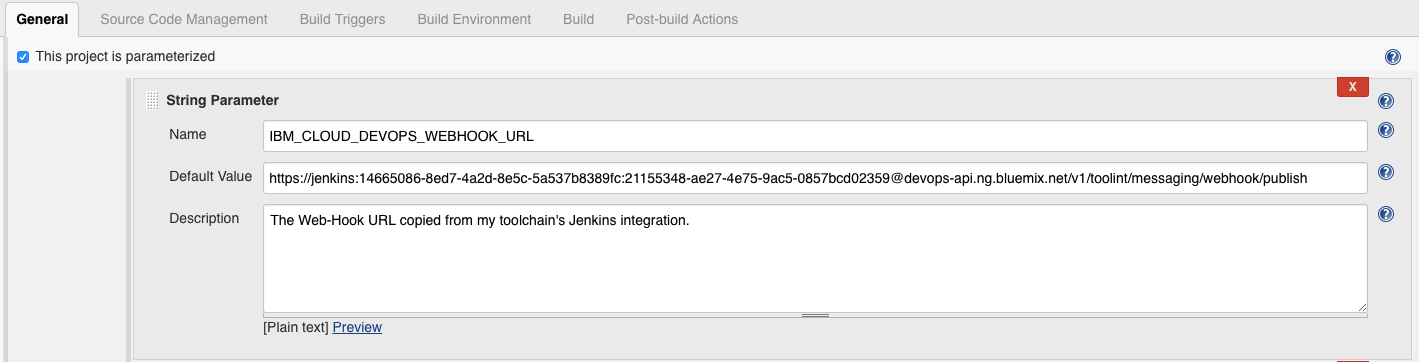 General Source Code Management Build Triggers Build Environment Build Post-build Actions
This project is parameterized ?
X
String Parameter ?
Name IBM_CLOUD_DEVOPS_WEBHOOK_URL ?
Default Value https://jenkins:14665086-8ed7-4a2d-8e5c-5a537b8389fc:21155348-ae27-4e75-9ac5-0857bcd02359@devops-api.ng.bluemix.net/v1/toolint/messaging/webhook/publish ?
Description The Web-Hook URL copied from my toolchain's Jenkins integration. ?
[Plain text] Preview